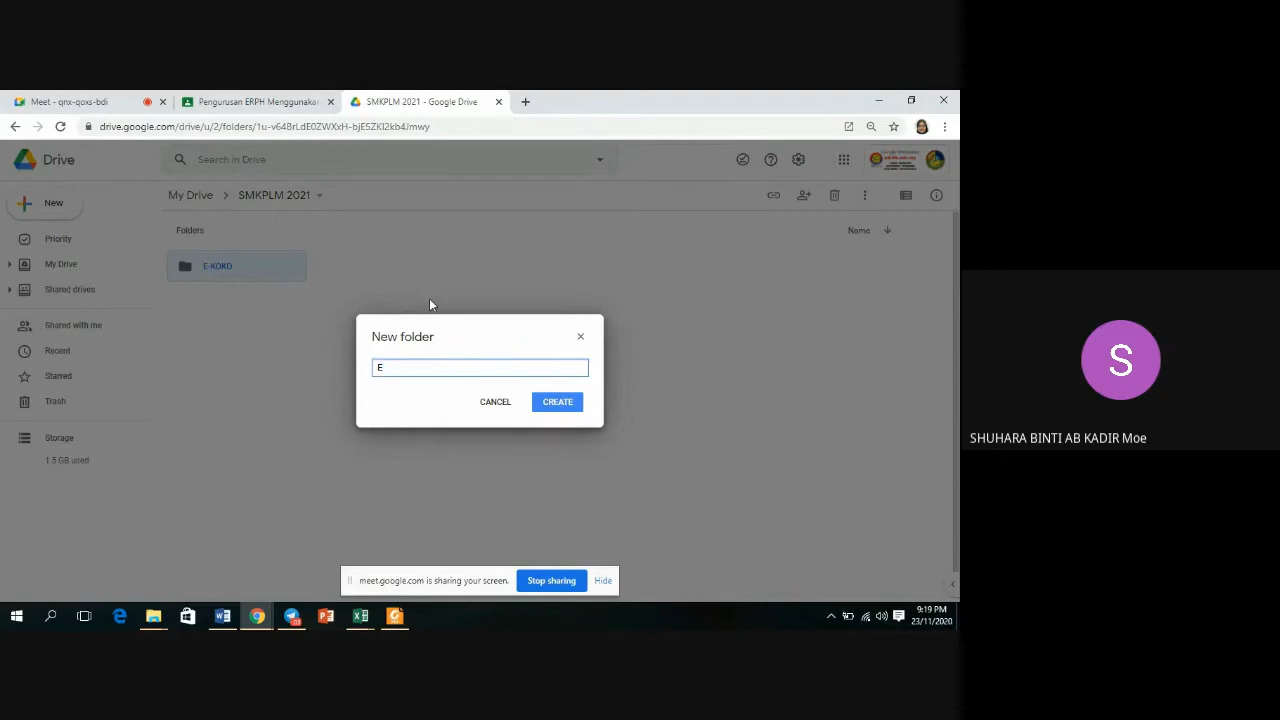 Meet - qnx-qoxs-bdi
Pengurusan ERPH Menggunaka
SMKPLM 2021 - Google Drive
drive.google.com/drive/u/2/folders/1u-v648rLdE0ZWXxH-bjE5ZKl2kb4Jmwy
Drive
Search in Drive
New
My Drive
SMKPLM 2021
Priority
Folders
Name
My Drive
E-KOKO
Shared drives
Shared with me
Recent
Starred
Trash
Storage
1.5 GB used
New folder
E
CANCEL
CREATE
S
SHUHARA BINTI AB KADIR Moe
meet.google.com is sharing your screen.
Stop sharing
Hide
9:19 PM
23/11/2020